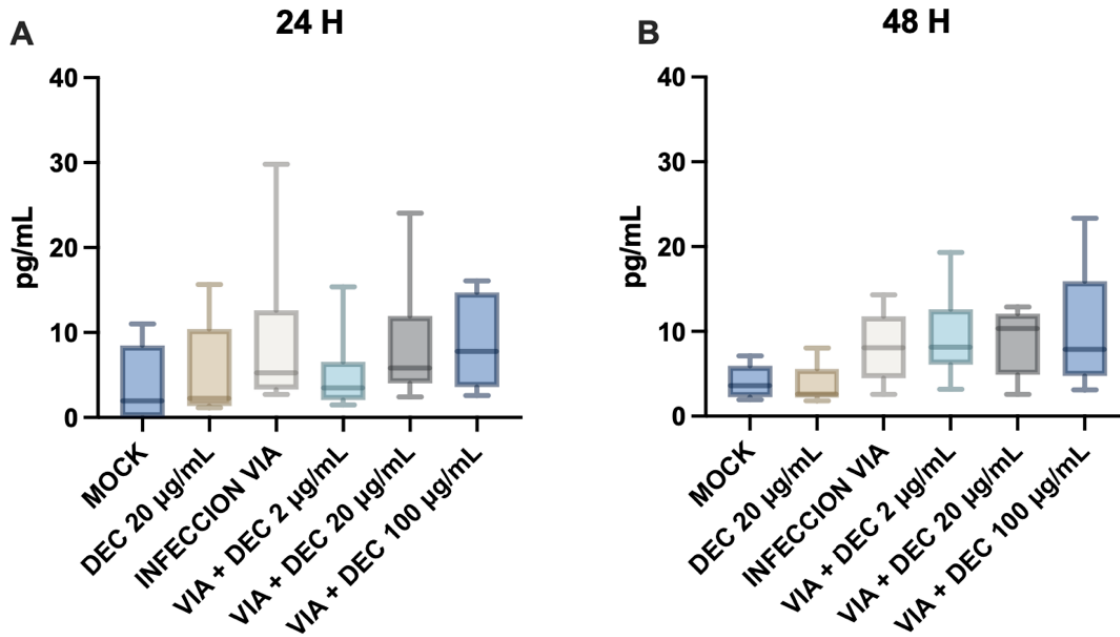 A
24 H
pg/mL
40
30
20
10
0
MOCK
DEC 20 µg/mL
INFECCION VIA
VIA + DEC 2 µg/mL
VIA + DEC 20 µg/mL
VIA + DEC 100 µg/mL
B
48 H
pg/mL
40
30
20
10
0
MOCK
DEC 20 µg/mL
INFECCION VIA
VIA + DEC 2 µg/mL
VIA + DEC 20 µg/mL
VIA + DEC 100 µg/mL